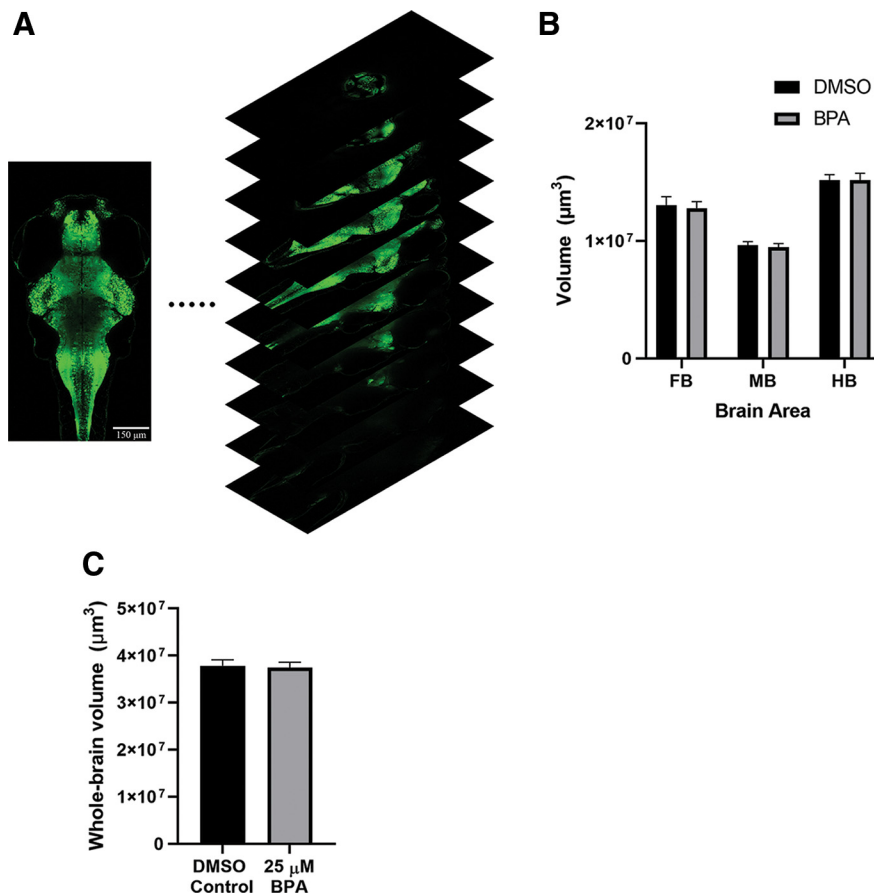 A
150 μm
B
DMSO
BPA
2×10⁷
1×10⁷
0
Volume (μm³)
FB MB HB
Brain Area
C
5×10⁷
4×10⁷
3×10⁷
2×10⁷
1×10⁷
0
Whole-brain volume (μm³)
DMSO Control
25 μM BPA